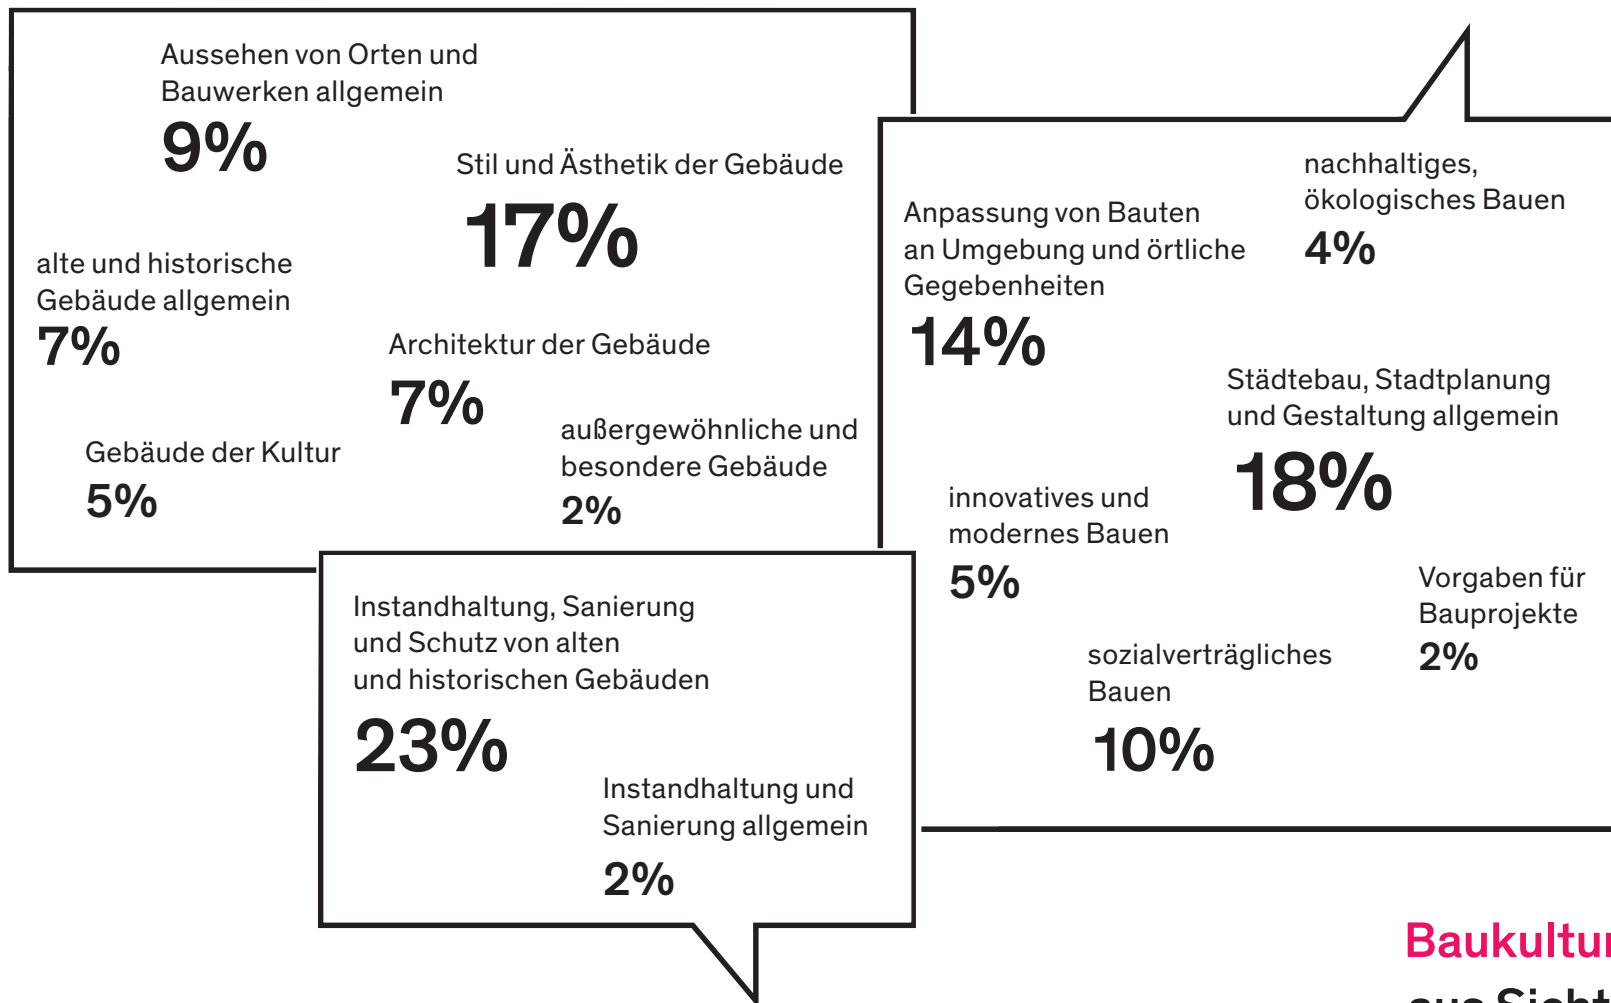 Aussehen von Orten und
Bauwerken allgemein
9%
Stil und Ästhetik der Gebäude
17%
alte und historische
Gebäude allgemein
7%
Architektur der Gebäude
7%
außergewöhnliche und
besondere Gebäude
2%
Gebäude der Kultur
5%
Instandhaltung, Sanierung
und Schutz von alten
und historischen Gebäuden
23%
Instandhaltung und
Sanierung allgemein
2%
nachhaltiges,
ökologisches Bauen
4%
Anpassung von Bauten
an Umgebung und örtliche
Gegebenheiten
14%
Städtebau, Stadtplanung
und Gestaltung allgemein
18%
innovatives und
modernes Bauen
5%
Vorgaben für
Bauprojekte
2%
sozialverträgliches
Bauen
10%
Baukultur
aus Sicht